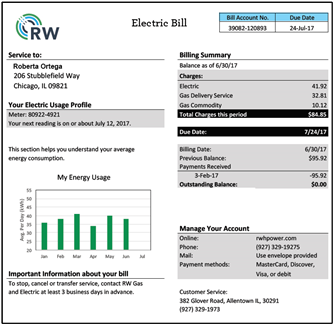 RW
Electric Bill
Bill Account No. Due Date
39082-120893 24-Jul-17
Service to:
Roberta Ortega
206 Stubblefield Way
Chicago, IL 09821
Your Electric Usage Profile
Meter: 80922-4921
Your next reading is on or about July 12, 2017.
This section helps you understand your average
energy consumption.
My Energy Usage
Avg. Per Day (kWh)
55
50
45
40
35
30
25
20
Jan Feb Mar Apr May Jun
Important Information about your bill
To stop, cancel or transfer service, contact RW Gas
and Electric at least 3 business days in advance.
Billing Summary
Balance as of 6/30/17
Charges:
Electric 41.92
Gas Delivery Service 32.81
Gas Commodity 10.12
Total Charges this period $84.85
Due Date: 7/24/17
Billing Date: 6/30/17
Previous Balance: $95.92
Payments Received
3-Feb-17 -95.92
Outstanding Balance: $0.00
Manage Your Account
Online: rwhpower.com
Phone: (927) 329-19275
Mail: Use envelope provided
Payment methods: MasterCard, Discover,
Visa, or debit
Customer Service:
382 Glover Road, Allentown IL, 30291
(927) 329-1973